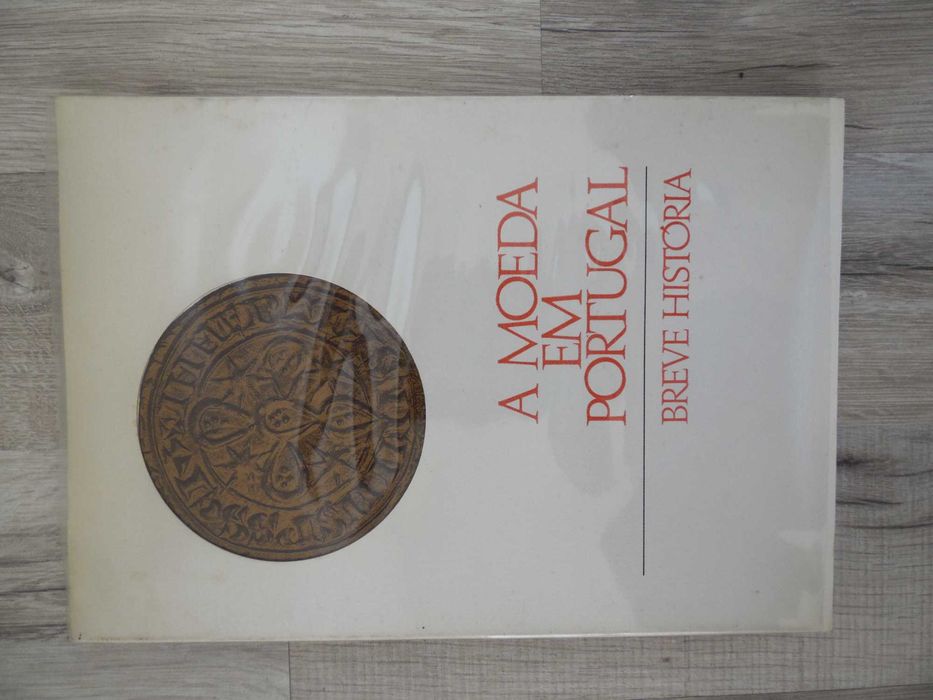 A MOEDA
EM
PORTUGAL
BREVE HISTÓRIA